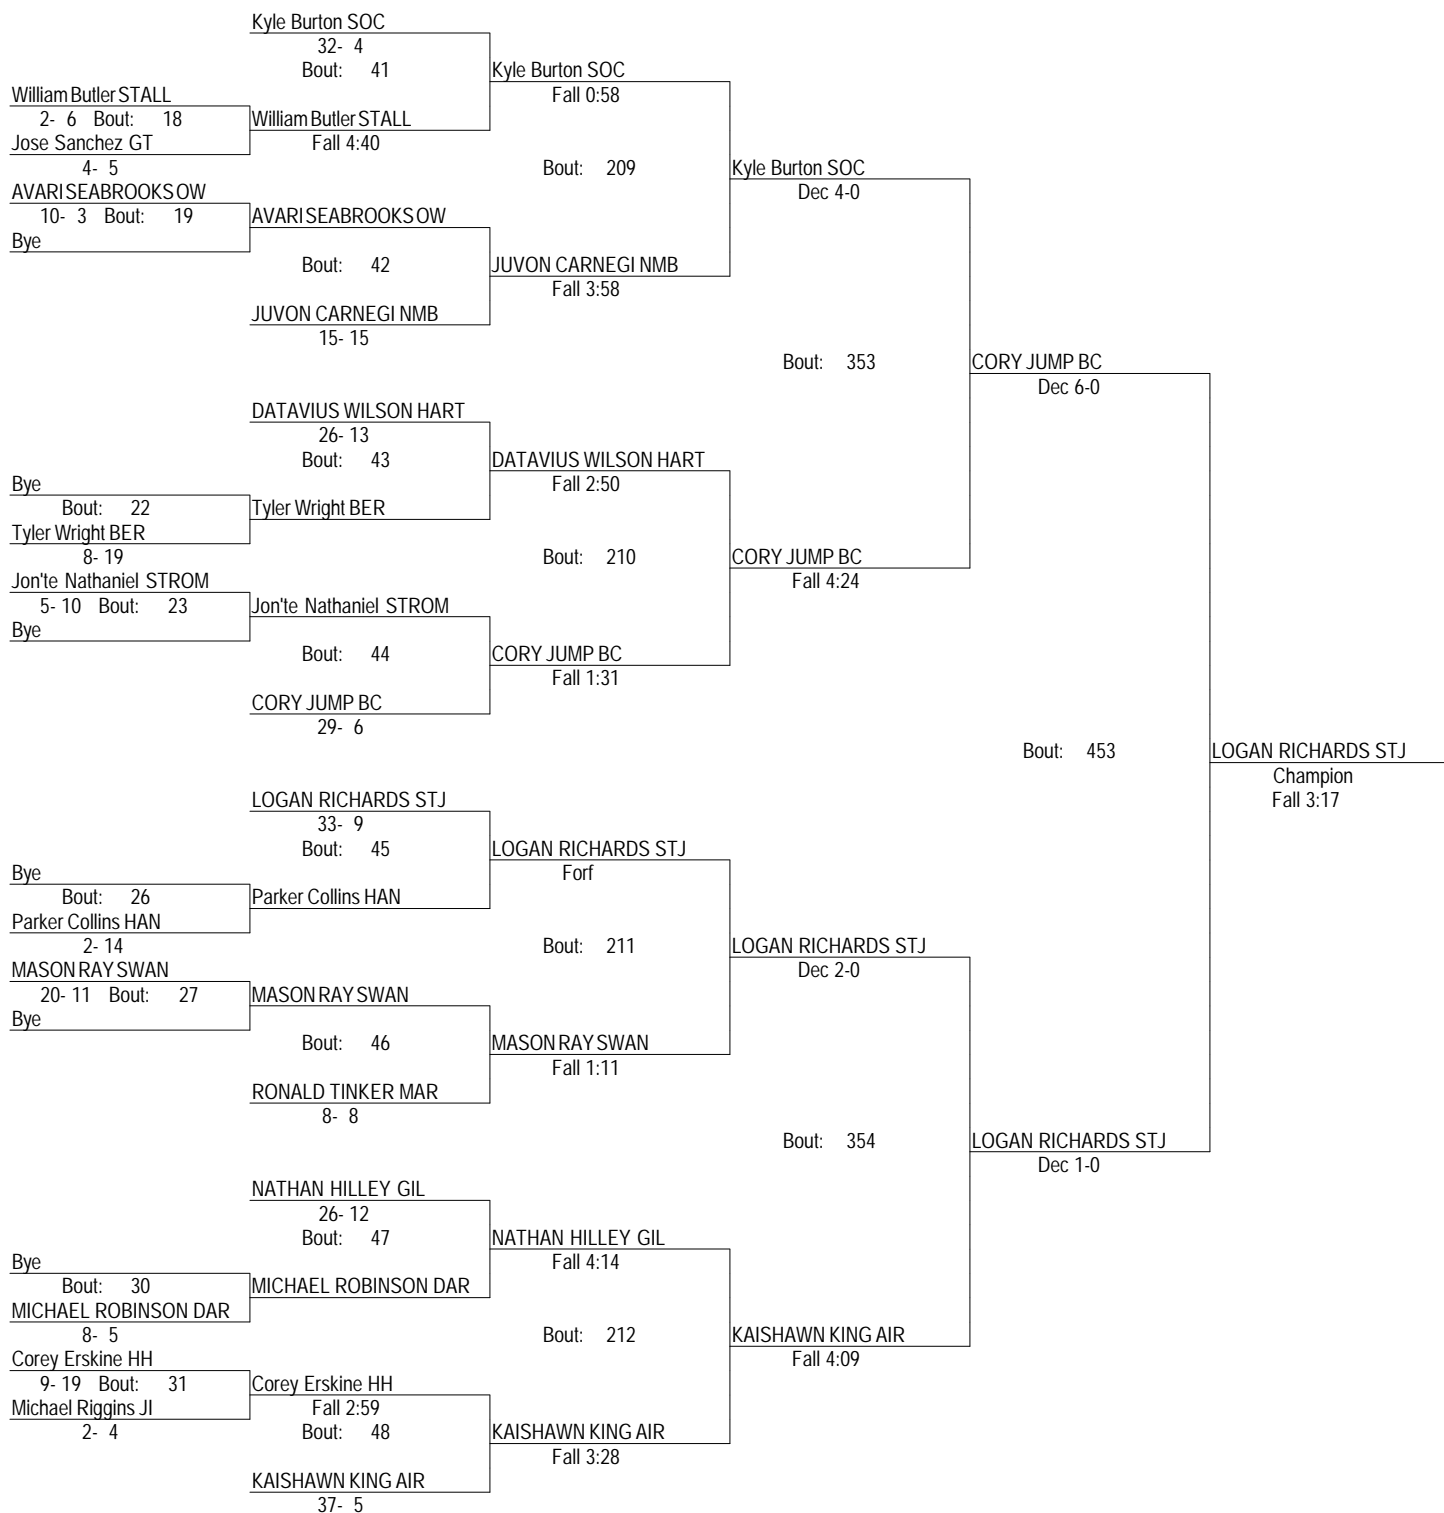 Kyle Burton SOC
32- 4
Bout: 41
Kyle Burton SOC
Fall 0:58
William Butler STALL
2- 6 Bout: 18
William Butler STALL
Jose Sanchez GT
Fall 4:40
4- 5
Bout: 209
Kyle Burton SOC
Dec 4-0
AVARI SEABROOKS OW
10- 3 Bout: 19
AVARI SEABROOKS OW
Bye
Bout: 42
JUVON CARNEGI NMB
Fall 3:58
JUVON CARNEGI NMB
15- 15
Bout: 353
CORY JUMP BC
Dec 6-0
DATAVIUS WILSON HART
26- 13
Bout: 43
DATAVIUS WILSON HART
Fall 2:50
Bye
Bout: 22
Tyler Wright BER
Tyler Wright BER
8- 19
Bout: 210
CORY JUMP BC
Fall 4:24
Jon'te Nathaniel STROM
5- 10 Bout: 23
Jon'te Nathaniel STROM
Bye
Bout: 44
CORY JUMP BC
Fall 1:31
CORY JUMP BC
29- 6
Bout: 453
LOGAN RICHARDS STJ
Champion
Fall 3:17
LOGAN RICHARDS STJ
33- 9
Bout: 45
LOGAN RICHARDS STJ
Forf
Bye
Bout: 26
Parker Collins HAN
Parker Collins HAN
2- 14
Bout: 211
LOGAN RICHARDS STJ
Dec 2-0
MASON RAY SWAN
20- 11 Bout: 27
MASON RAY SWAN
Bye
Bout: 46
MASON RAY SWAN
Fall 1:11
RONALD TINKER MAR
8- 8
Bout: 354
LOGAN RICHARDS STJ
Dec 1-0
NATHAN HILLEY GIL
26- 12
Bout: 47
NATHAN HILLEY GIL
Fall 4:14
Bye
Bout: 30
MICHAEL ROBINSON DAR
MICHAEL ROBINSON DAR
8- 5
Bout: 212
KAISHAWN KING AIR
Fall 4:09
Corey Erskine HH
9- 19 Bout: 31
Corey Erskine HH
Michael Riggins JI
Fall 2:59
2- 4
Bout: 48
KAISHAWN KING AIR
Fall 3:28
KAISHAWN KING AIR
37- 5